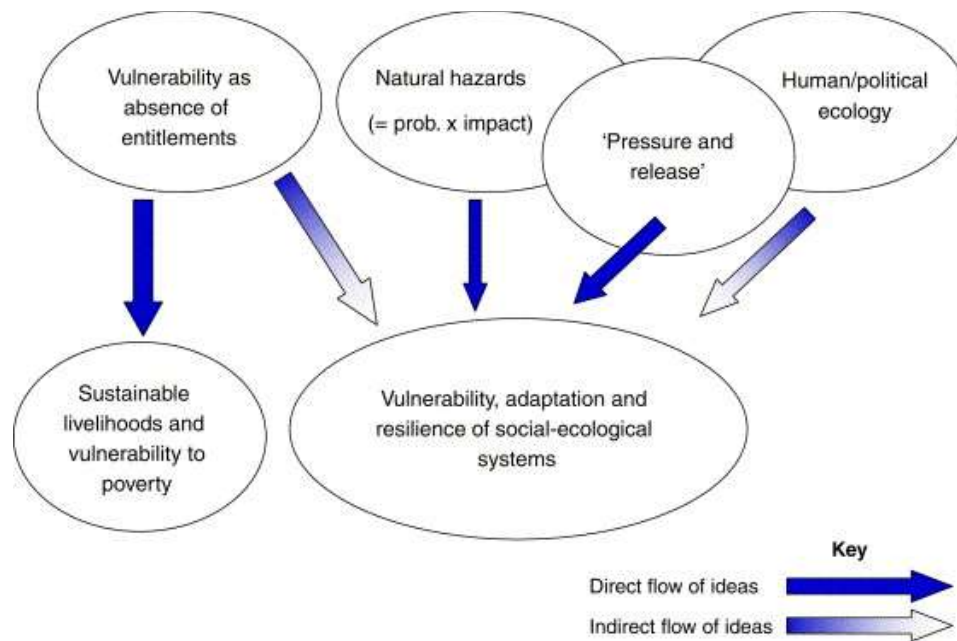 Vulnerability as
absence of
entitlements
Natural hazards
(= prob. x impact)
‘Pressure and
release’
Human/political
ecology
Sustainable
livelihoods and
vulnerability to
poverty
Vulnerability, adaptation and
resilience of social-ecological
systems
Key
Direct flow of ideas
Indirect flow of ideas